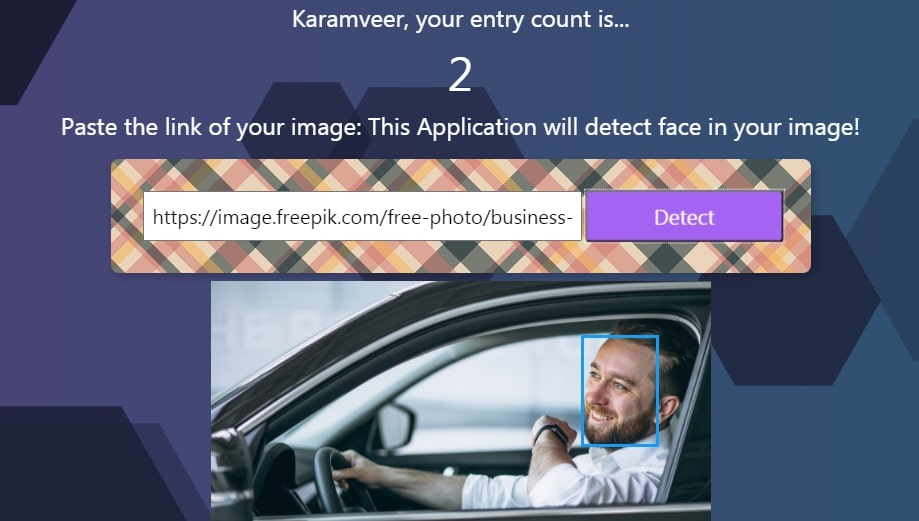 Karamveer, your entry count is...
2
Paste the link of your image: This Application will detect face in your image!
https://image.freepik.com/free-photo/business-
Detect